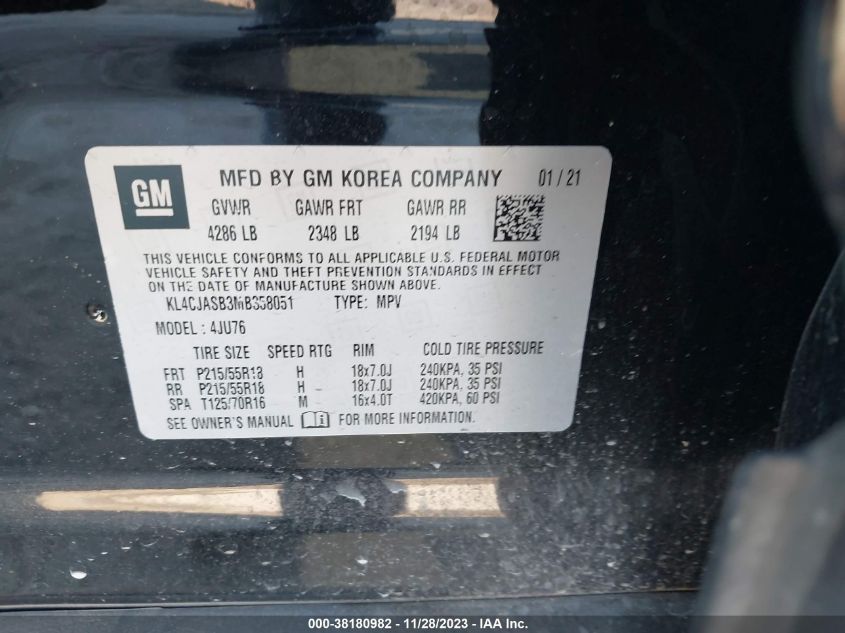 GM
MFD BY GM KOREA COMPANY 01/21
GVWR GAWR FRT GAWR RR
4286 LB 2348 LB 2194 LB
THIS VEHICLE CONFORMS TO ALL APPLICABLE U.S. FEDERAL MOTOR
VEHICLE SAFETY AND THEFT PREVENTION STANDARDS IN EFFECT
ON THE DATE OF MANUFACTURE SHOWN ABOVE.
KL4CJASB3MB358051 TYPE: MPV
MODEL: 4JU76
TIRE SIZE SPEED RTG RIM COLD TIRE PRESSURE
FRT P215/55R18 H 18x7.0J 240KPA, 35 PSI
RR P215/55R18 H 18x7.0J 240KPA, 35 PSI
SPA T125/70R16 M 16x4.0T 420KPA, 60 PSI
SEE OWNER'S MANUAL FOR MORE INFORMATION.
000-38180982 - 11/28/2023 - IAA Inc.